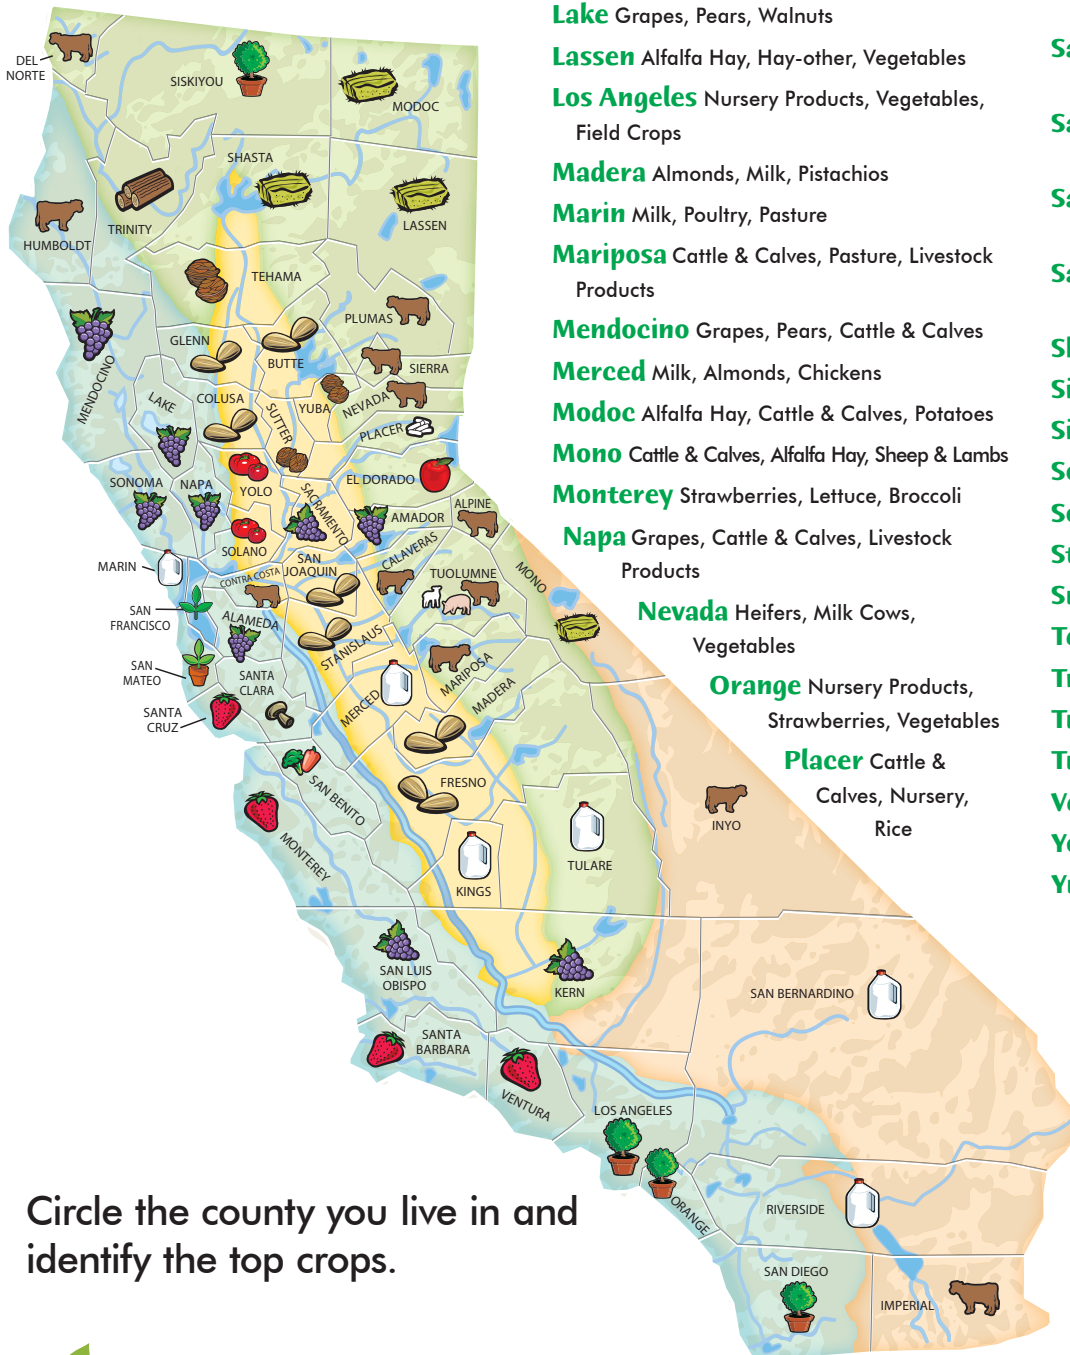 DEL
NORTE
SISKIYOU
MODOC
SHASTA
HUMBOLDT
TRINITY
LASSEN
TEHAMA
PLUMAS
GLENN
BUTTE
SIERRA
MENDOCINO
LAKE
COLUSA
SUTTER
YUBA
NEVADA
PLACER
SONOMA
NAPA
YOLO
SACRAMENTO
EL DORADO
ALPINE
AMADOR
SOLANO
CALAVERAS
MARIN
CONTRA COSTA
SAN
JOAQUIN
TUOLUMNE
MONO
SAN
FRANCISCO
ALAMEDA
STANISLAUS
SAN
MATEO
SANTA
CLARA
MARIPOSA
MERCED
MADERA
SANTA
CRUZ
SAN BENITO
FRESNO
MONTEREY
INYO
TULARE
KINGS
SAN LUIS
OBISPO
KERN
SAN BERNARDINO
SANTA
BARBARA
VENTURA
LOS ANGELES
ORANGE
RIVERSIDE
SAN DIEGO
IMPERIAL
Lake Grapes, Pears, Walnuts
Lassen Alfalfa Hay, Hay-other, Vegetables
Los Angeles Nursery Products, Vegetables,
Field Crops
Madera Almonds, Milk, Pistachios
Marin Milk, Poultry, Pasture
Mariposa Cattle & Calves, Pasture, Livestock
Products
Mendocino Grapes, Pears, Cattle & Calves
Merced Milk, Almonds, Chickens
Modoc Alfalfa Hay, Cattle & Calves, Potatoes
Mono Cattle & Calves, Alfalfa Hay, Sheep & Lambs
Monterey Strawberries, Lettuce, Broccoli
Napa Grapes, Cattle & Calves, Livestock
Products
Nevada Heifers, Milk Cows,
Vegetables
Orange Nursery Products,
Strawberries, Vegetables
Placer Cattle &
Calves, Nursery,
Rice
Circle the county you live in and
identify the top crops.